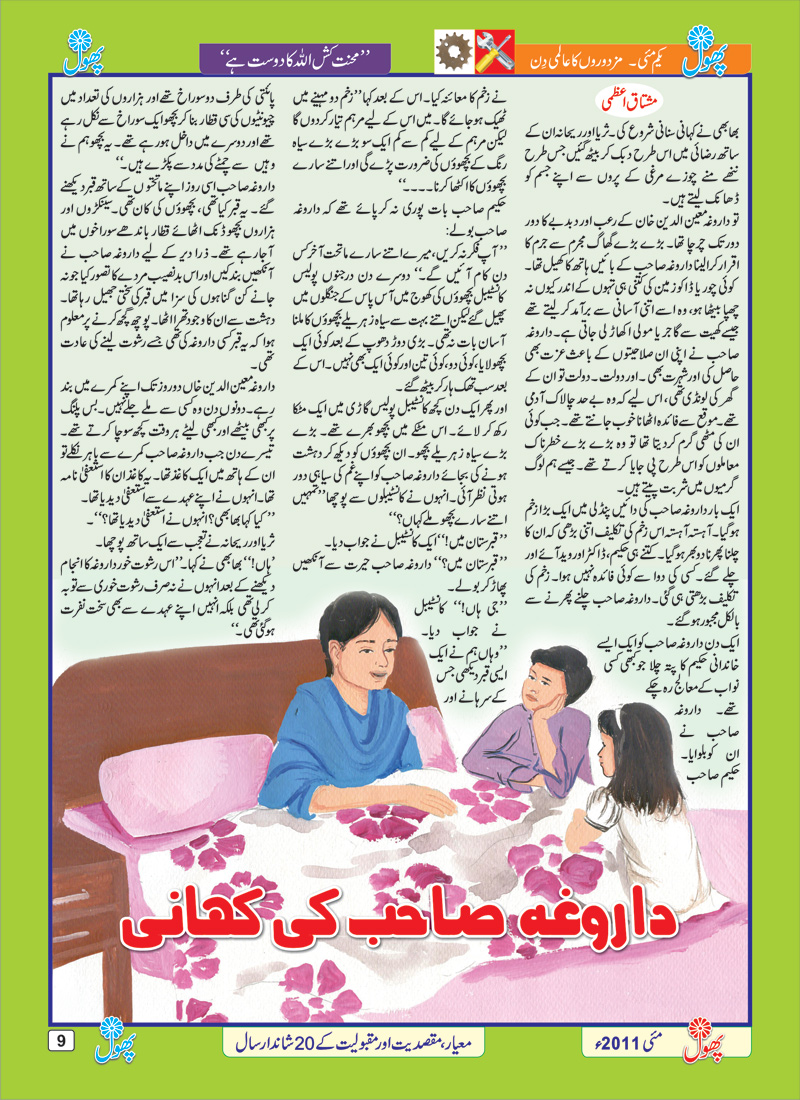 پھول
یکم مئی۔ مزدوروں کا عالمی دِن
’’محنت کش اللہ کا دوست ہے‘‘
پھول
مشتاق اعظمی
بھابھی نے کہانی سنانی شروع کی۔ ثریا اور ریحانہ ان کے
ساتھ رضائی میں اس طرح دبک کر بیٹھ گئیں جس طرح
ننھے منے چوزے مرغی کے پروں سے اپنے جسم کو
ڈھانک لیتے ہیں۔
تو داروغہ معین الدین خان کے رعب اور دبدبے کا دور
دور تک چرچا تھا۔ بڑے بڑے گھاگ مجرم سے جرم کا
اقرار کرا لینا داروغہ صاحب کے بائیں ہاتھ کا کھیل تھا۔
کوئی چور یا ڈاکو زمین کی کتنی ہی تہوں کے اندر کیوں نہ
چھپا بیٹھا ہو، وہ اسے اتنی آسانی سے برآمد کر لیتے تھے
جیسے کھیت سے گاجر یا مولی اکھاڑ لی جاتی ہے۔ داروغہ
صاحب نے اپنی ان صلاحیتوں کے باعث عزت بھی
حاصل کی اور شہرت بھی۔ اور دولت۔ دولت تو ان کے
گھر کی لونڈی تھی، اس لیے کہ وہ بے حد چالاک آدمی
تھے۔ موقع سے فائدہ اٹھانا خوب جانتے تھے۔ جب کوئی
ان کی مٹھی گرم کر دیتا تھا تو وہ بڑے بڑے خطرناک
معاملوں کو اس طرح پی جایا کرتے تھے۔ جیسے ہم لوگ
گرمیوں میں شربت پیتے ہیں۔
ایک بار داروغہ صاحب کی دائیں پنڈلی میں ایک بڑا زخم
ہو گیا۔ آہستہ آہستہ اس زخم کی تکلیف اتنی بڑھی کہ ان کا
چلنا پھرنا دوبھر ہو گیا۔ کتنے ہی حکیم، ڈاکٹر اور وید آئے اور
چلے گئے۔ کسی کی دوا سے کوئی فائدہ نہیں ہوا۔ زخم کی
تکلیف بڑھتی ہی گئی۔ داروغہ صاحب چلنے پھرنے سے
بالکل مجبور ہو گئے۔
ایک دن داروغہ صاحب کو ایک ایسے
خاندانی حکیم کا پتہ چلا جو کبھی کسی
نواب کے معالج رہ چکے
تھے۔ داروغہ
صاحب نے
ان کو بلوایا۔
حکیم صاحب
نے زخم کا معائنہ کیا۔ اس کے بعد کہا ’’زخم دو مہینے میں
ٹھیک ہو جائے گا۔ میں اس کے لیے مرہم تیار کر دوں گا
لیکن مرہم کے لیے کم سے کم ایک سو بڑے بڑے سیاہ
رنگ کے بچھوؤں کی ضرورت پڑے گی اور اتنے سارے
بچھوؤں کا اکٹھا کرنا۔۔۔۔‘‘
حکیم صاحب بات پوری نہ کر پائے تھے کہ داروغہ
صاحب بولے:
’’آپ فکر نہ کریں، میرے اتنے سارے ماتحت آخر کس
دن کام آئیں گے۔‘‘ دوسرے دن درجنوں پولیس
کانسٹیبل بچھوؤں کی کھوج میں آس پاس کے جنگلوں میں
پھیل گئے لیکن اتنے بہت سے سیاہ زہریلے بچھوؤں کا ملنا
آسان بات نہ تھی۔ بڑی دوڑ دھوپ کے بعد کوئی ایک
بچھو لایا، کوئی دو، کوئی تین اور کوئی ایک بھی نہیں۔ اس کے
بعد سب تھک ہار کر بیٹھ گئے۔
اور پھر ایک دن کچھ کانسٹیبل پولیس گاڑی میں ایک مٹکا
رکھ کر لائے۔ اس مٹکے میں بچھو بھرے تھے۔ بڑے بڑے 20
سیاہ زہریلے بچھو۔ ان بچھوؤں کو دیکھ کر دہشت
ہونے کی بجائے داروغہ صاحب کو اپنے غم کی سیاہی دور
ہوتی نظر آئی۔ انہوں نے کانسٹیبلوں سے پوچھا ’’تمہیں
اتنے سارے بچھو ملے کہاں؟‘‘
’’قبرستان میں!‘‘ ایک کانسٹیبل نے جواب دیا۔
’’قبرستان میں؟‘‘ داروغہ صاحب حیرت سے آنکھیں
پھاڑ کر بولے۔
’’جی ہاں!‘‘ کانسٹیبل
نے جواب دیا۔
’’وہاں ہم نے ایک
ایسی قبر دیکھی جس
کے سرہانے اور
پائنتی کی طرف دو سوراخ تھے اور ہزاروں کی تعداد میں
چیونٹیوں کی سی قطار بنا کر بچھو ایک سوراخ سے نکل رہے
تھے اور دوسرے میں داخل ہو رہے تھے۔ یہ بچھو ہم نے
وہیں سے چمٹے کی مدد سے پکڑے ہیں۔‘‘
داروغہ صاحب اسی روز اپنے ماتحتوں کے ساتھ قبر دیکھنے
گئے۔ یہ قبر کیا تھی، بچھوؤں کی کان تھی۔ سینکڑوں اور
ہزاروں بچھو ڈنک اٹھائے قطار باندھے سوراخوں میں
آ جا رہے تھے۔ ذرا دیر کے لیے داروغہ صاحب نے
آنکھیں بند کیں اور اس بدنصیب مردے کا تصور کیا جو نہ
جانے کن گناہوں کی سزا میں قبر کی سختی جھیل رہا تھا۔
دہشت سے ان کا وجود تھرا اٹھا۔ پوچھ گچھ کرنے پر معلوم
ہوا کہ یہ قبر کسی داروغہ کی تھی جسے رشوت لینے کی عادت
تھی۔
داروغہ معین الدین خاں دو روز تک اپنے کمرے میں بند
رہے۔ دونوں دن وہ کسی سے ملے جلے نہیں۔ بس پلنگ
پر بھی بیٹھے اور کبھی لیٹے ہر وقت کچھ سوچا کرتے تھے۔
تیسرے دن جب داروغہ صاحب کمرے سے باہر نکلے تو
ان کے ہاتھ میں ایک کاغذ تھا۔ یہ کاغذ ان کا استعفیٰ نامہ
تھا۔ انہوں نے اپنے عہدے سے استعفیٰ دیدیا تھا۔
’’کیا کہا بھابھی؟ انہوں نے استعفیٰ دیدیا تھا؟‘‘۔
ثریا اور ریحانہ نے تعجب سے ایک ساتھ پوچھا۔
’ہاں!‘‘ بھابھی نے کہا۔ ’’اس رشوت خور داروغہ کا انجام
دیکھنے کے بعد انہوں نے نہ صرف رشوت خوری سے توبہ
کر لی تھی بلکہ انہیں اپنے عہدے سے بھی سخت نفرت
ہو گئی تھی۔‘‘
داروغہ صاحب کی کہانی
پھول
مئی 2011ء
معیار، مقصدیت اور مقبولیت کے 20 شاندار سال
پھول
9